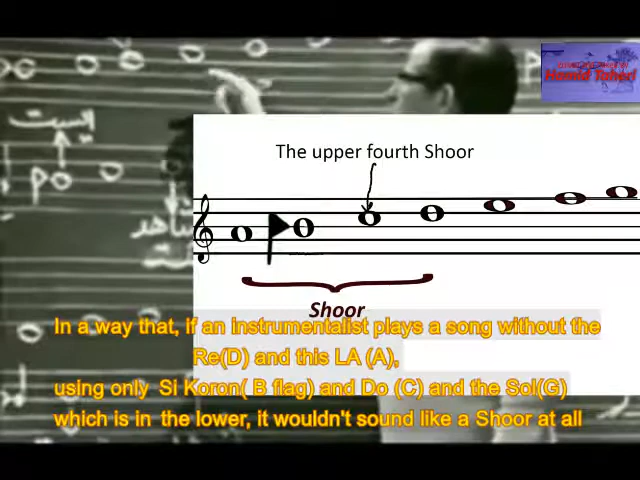 Hamid Taheri
ایست
شاهد
The upper fourth Shoor
Shoor
In a way that, if an instrumentalist plays a song without the
Re(D) and this LA (A),
using only Si Koron( B flag) and Do (C) and the Sol(G)
which is in the lower, it wouldn't sound like a Shoor at all